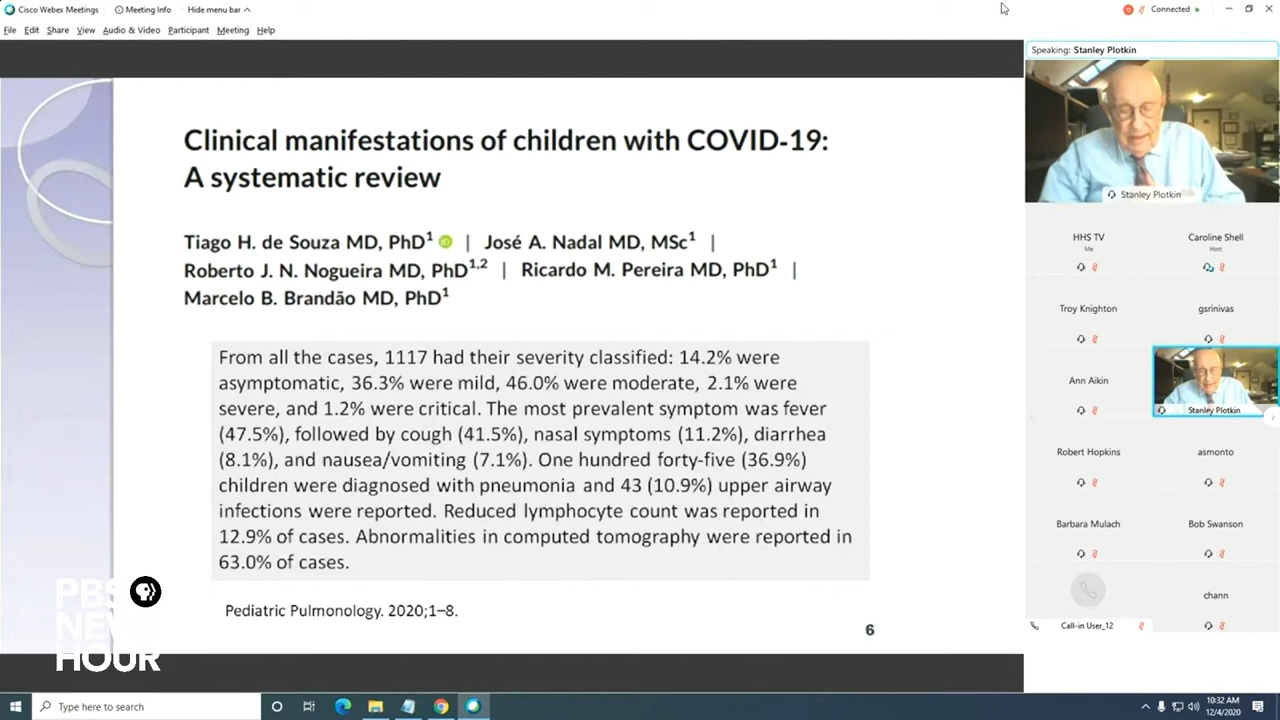 Cisco Webex Meetings
Meeting Info
Hide menu bar
Connected
File Edit Share View Audio & Video Participant Meeting Help
Speaking: Stanley Plotkin
Stanley Plotkin
Clinical manifestations of children with COVID-19:
A systematic review
Tiago H. de Souza MD, PhD1 iD | José A. Nadal MD, MSc1 |
Roberto J. N. Nogueira MD, PhD1,2 | Ricardo M. Pereira MD, PhD1 |
Marcelo B. Brandão MD, PhD1
From all the cases, 1117 had their severity classified: 14.2% were
asymptomatic, 36.3% were mild, 46.0% were moderate, 2.1% were
severe, and 1.2% were critical. The most prevalent symptom was fever
(47.5%), followed by cough (41.5%), nasal symptoms (11.2%), diarrhea
(8.1%), and nausea/vomiting (7.1%). One hundred forty-five (36.9%)
children were diagnosed with pneumonia and 43 (10.9%) upper airway
infections were reported. Reduced lymphocyte count was reported in
12.9% of cases. Abnormalities in computed tomography were reported in
63.0% of cases.
Pediatric Pulmonology. 2020;1–8.
6
PBS
NEWS
HOUR
HHS TV
Me
Caroline Shell
Host
Troy Knighton
gsrinivas
Ann Aikin
Stanley Plotkin
Robert Hopkins
asmonto
Barbara Mulach
Bob Swanson
Call-in User_12
chann
Type here to search
10:32 AM
12/4/2020